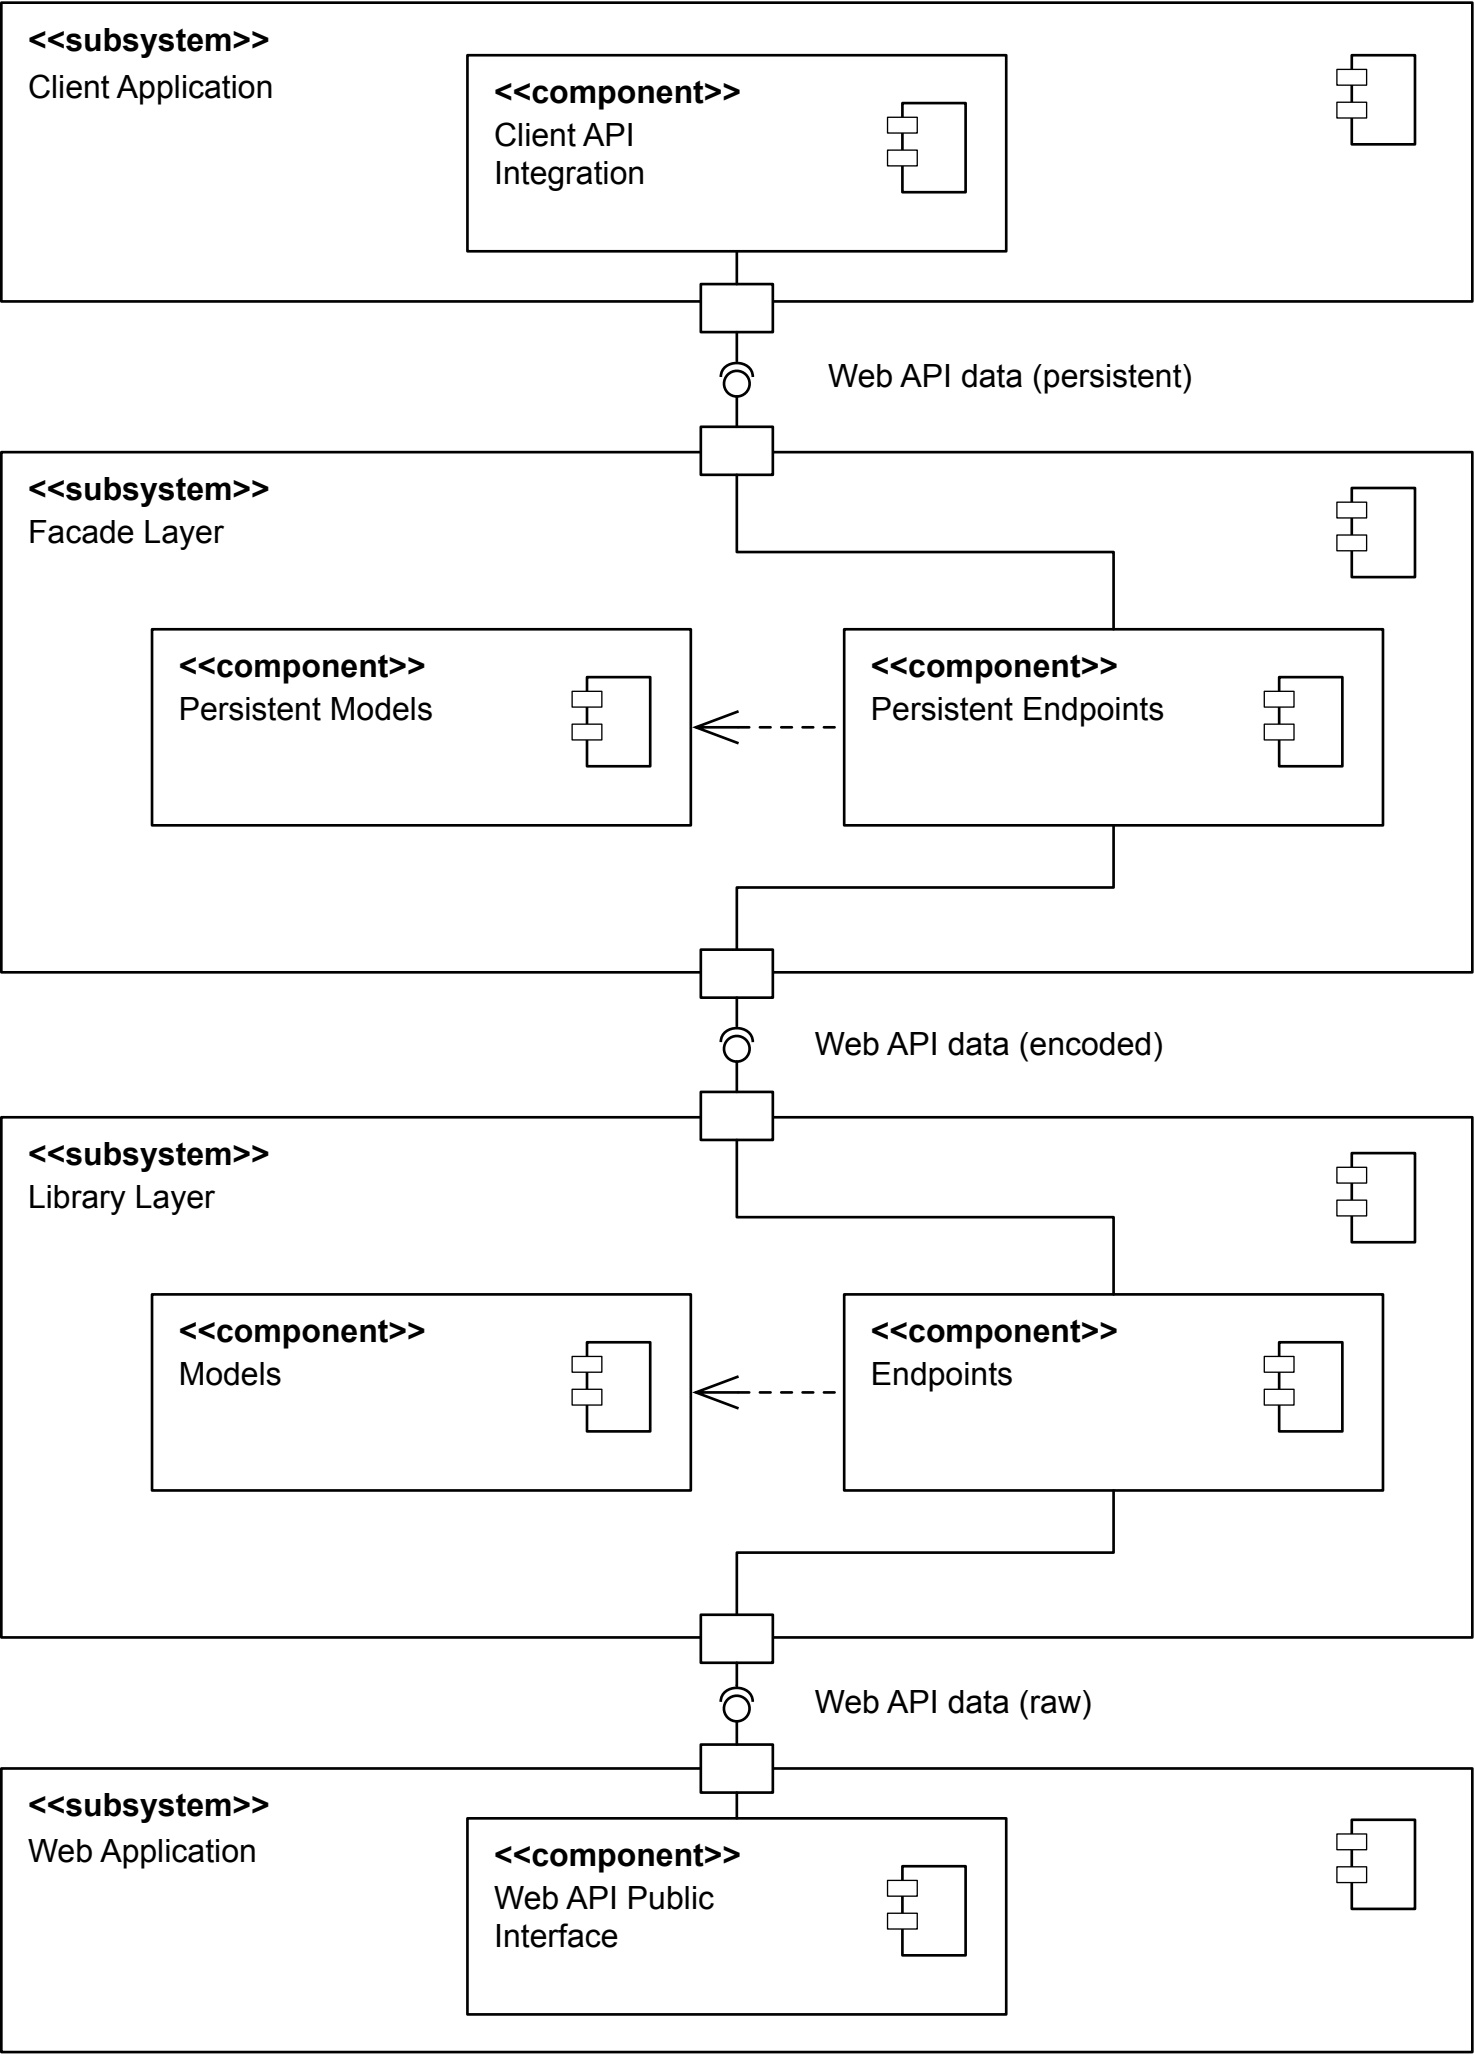 <<subsystem>>
Client Application
<<component>>
Client API
Integration
Web API data (persistent)
<<subsystem>>
Facade Layer
<<component>>
Persistent Models
<<component>>
Persistent Endpoints
Web API data (encoded)
<<subsystem>>
Library Layer
<<component>>
Models
<<component>>
Endpoints
Web API data (raw)
<<subsystem>>
Web Application
<<component>>
Web API Public
Interface